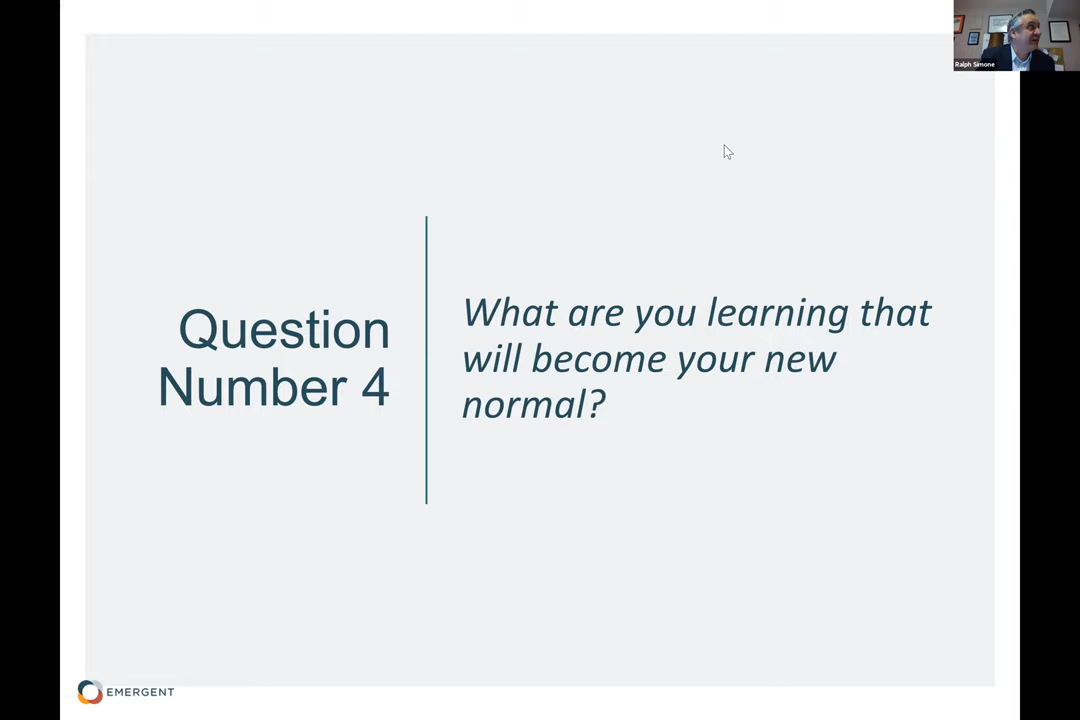 Ralph Simone
Question
Number 4
What are you learning that
will become your new
normal?
EMERGENT